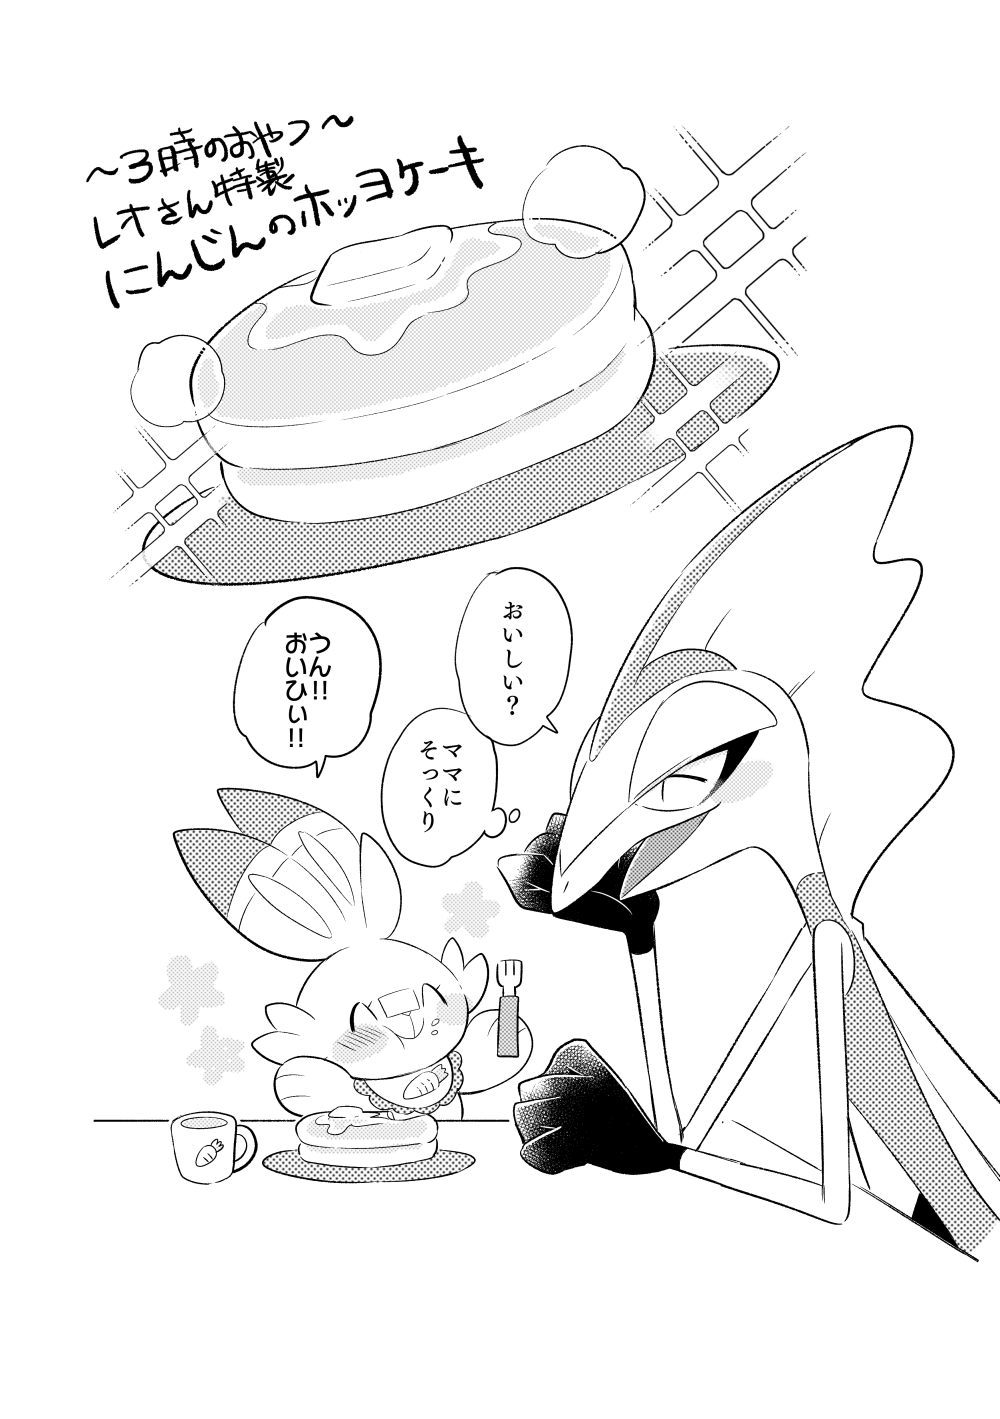 ～3時のおやつ～
レオさん特製
にんじんのホッヨケーキ
おいしい？
うん!!
おいひぃ!!
ママに
そっくり